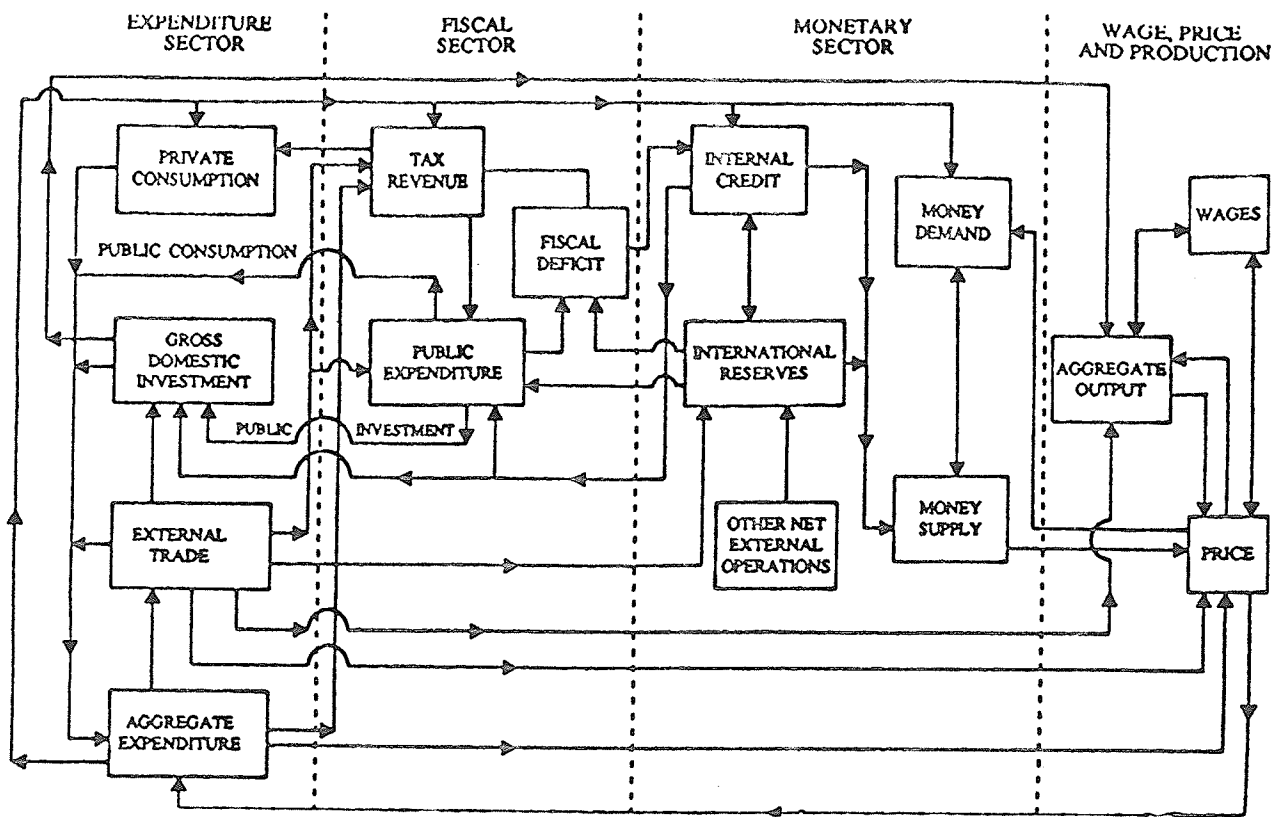 EXPENDITURE
SECTOR
FISCAL
SECTOR
MONETARY
SECTOR
WAGE, PRICE
AND PRODUCTION
PRIVATE
CONSUMPTION
TAX
REVENUE
INTERNAL
CREDIT
MONEY
DEMAND
WAGES
PUBLIC CONSUMPTION
FISCAL
DEFICIT
GROSS
DOMESTIC
INVESTMENT
PUBLIC
EXPENDITURE
INTERNATIONAL
RESERVES
AGGREGATE
OUTPUT
PUBLIC INVESTMENT
EXTERNAL
TRADE
OTHER NET
EXTERNAL
OPERATIONS
MONEY
SUPPLY
PRICE
AGGREGATE
EXPENDITURE